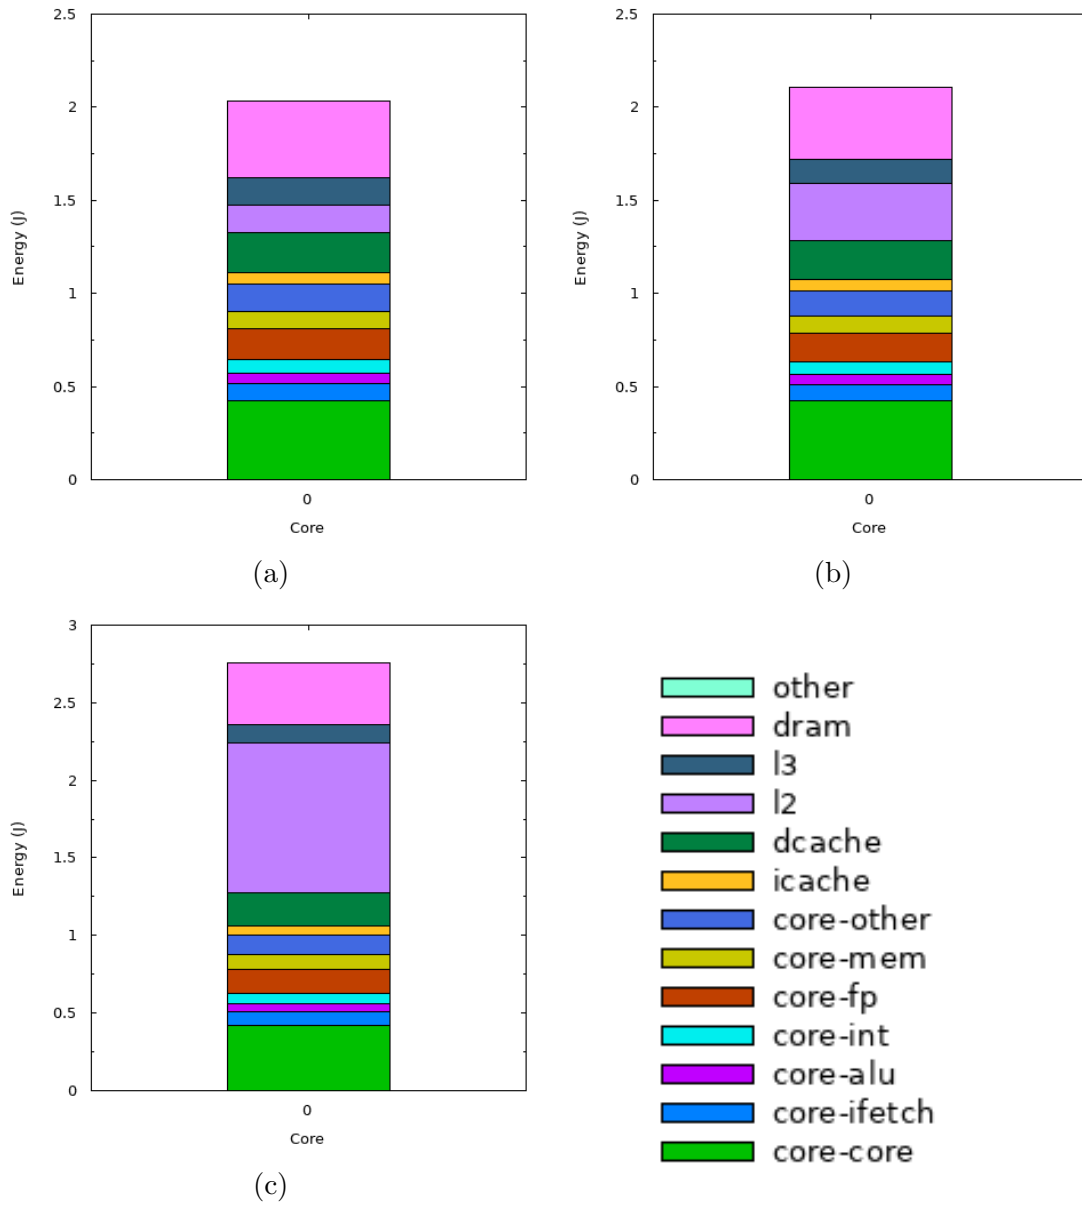 2.5
2
1.5
1
0.5
0
Energy (J)
0
Core
(a)
2.5
2
1.5
1
0.5
0
Energy (J)
0
Core
(b)
3
2.5
2
1.5
1
0.5
0
Energy (J)
0
Core
(c)
other
dram
l3
l2
dcache
icache
core-other
core-mem
core-fp
core-int
core-alu
core-ifetch
core-core